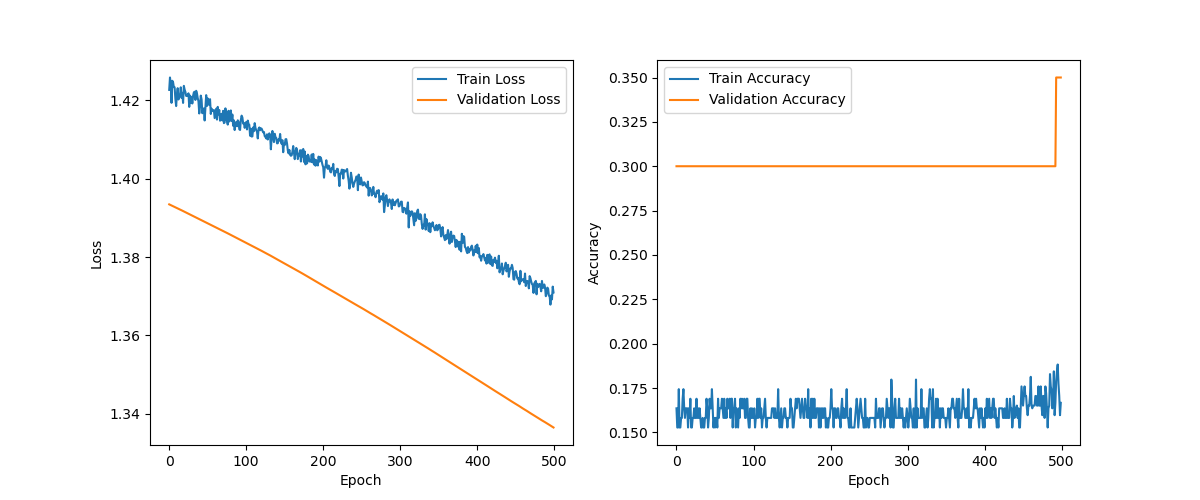 Train Loss
Validation Loss
1.42
1.40
1.38
1.36
1.34
Loss
0 100 200 300 400 500
Epoch
Train Accuracy
Validation Accuracy
0.350
0.325
0.300
0.275
0.250
0.225
0.200
0.175
0.150
Accuracy
0 100 200 300 400 500
Epoch